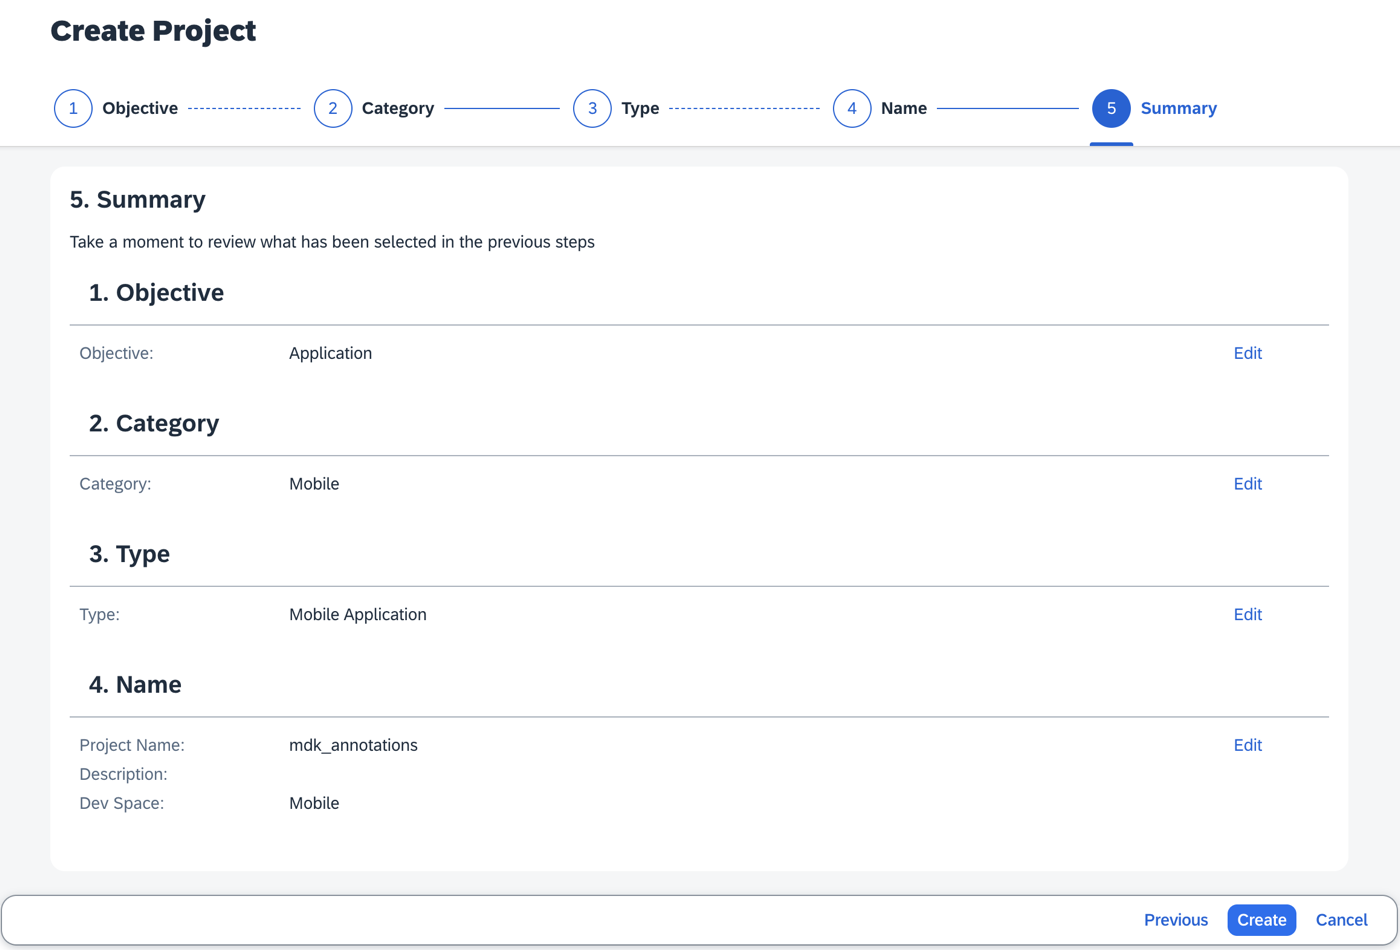 Create Project
1 Objective 2 Category 3 Type 4 Name 5 Summary
5. Summary
Take a moment to review what has been selected in the previous steps
1. Objective
Objective: Application Edit
2. Category
Category: Mobile Edit
3. Type
Type: Mobile Application Edit
4. Name
Project Name: mdk_annotations Edit
Description:
Dev Space: Mobile
Previous Create Cancel